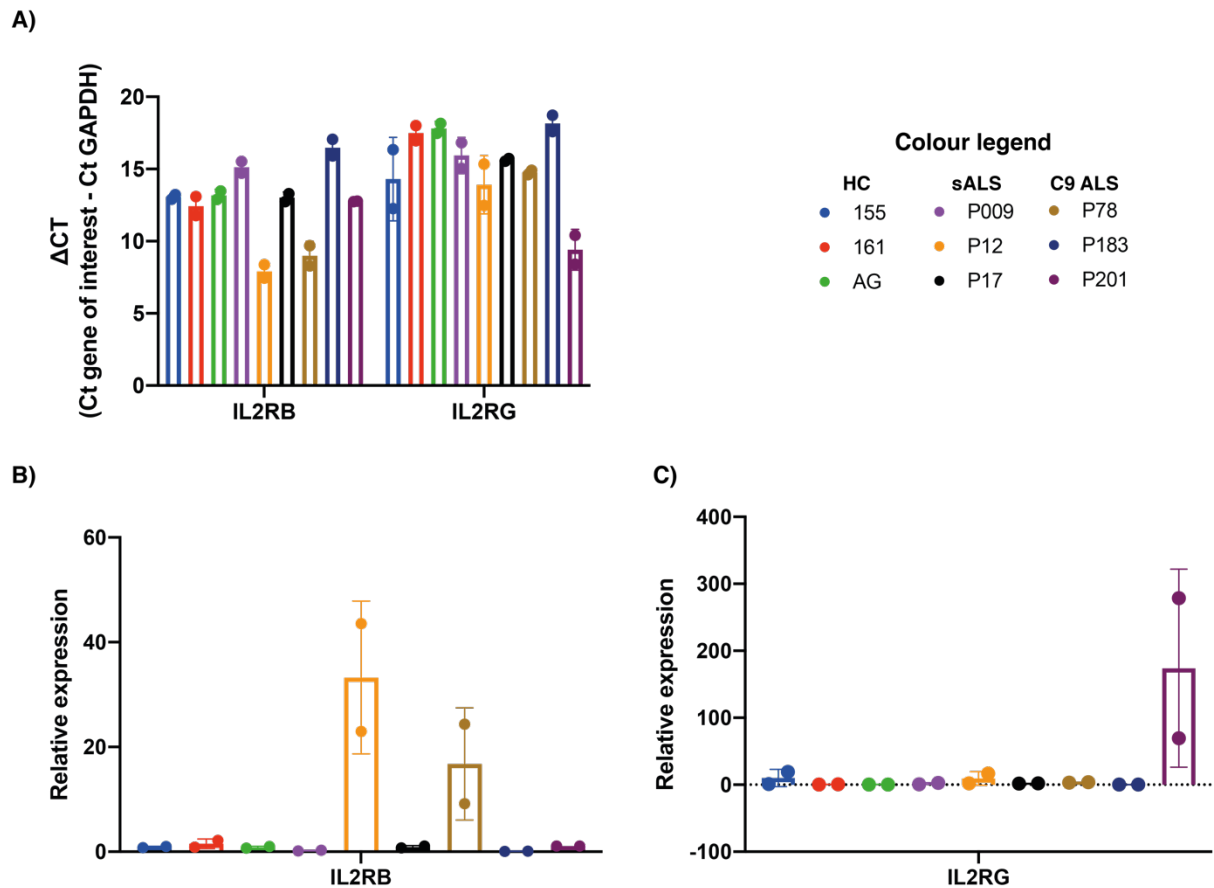 A)
ΔCT
(Ct gene of interest - Ct GAPDH)
20
15
10
5
0
IL2RB
IL2RG
Colour legend
HC sALS C9 ALS
155 P009 P78
161 P12 P183
AG P17 P201
B)
Relative expression
60
40
20
0
IL2RB
C)
Relative expression
400
300
200
100
0
-100
IL2RG